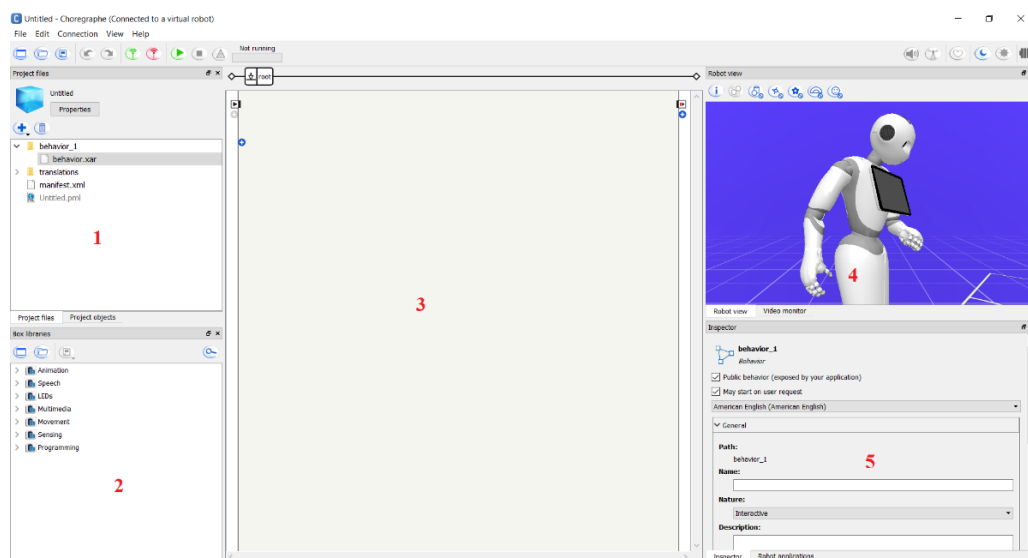 Untitled - Choregraphe (Connected to a virtual robot)
File Edit Connection View Help
Not running
Project files
Untitled
Properties
behavior_1
behavior.xar
translations
manifest.xml
Untitled.pml
1
Project files Project objects
Box libraries
Animation
Speech
LEDs
Multimedia
Movement
Sensing
Programming
2
root
3
Robot view
4
Robot view Video monitor
Inspector
behavior_1
Behavior
Public behavior (exposed by your application)
May start on user request
American English (American English)
General
Path:
behavior_1
Name:
5
Nature:
Interactive
Description:
Inspector Robot applications